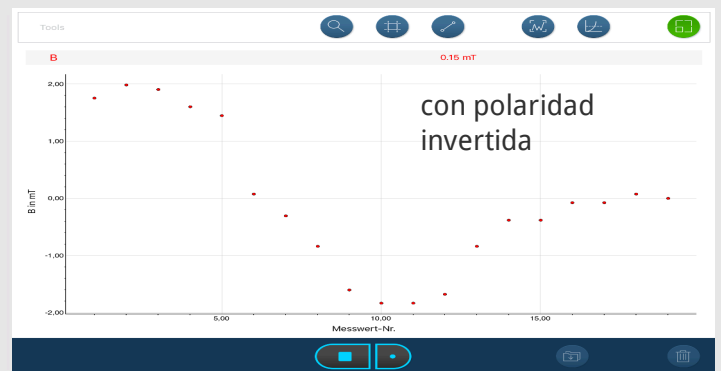 Tools
B 0.15 mT
con polaridad
invertida
2,00
1,00
0,00
-1,00
-2,00
B in mT
5,00 10,00 15,00
Messwert-Nr.